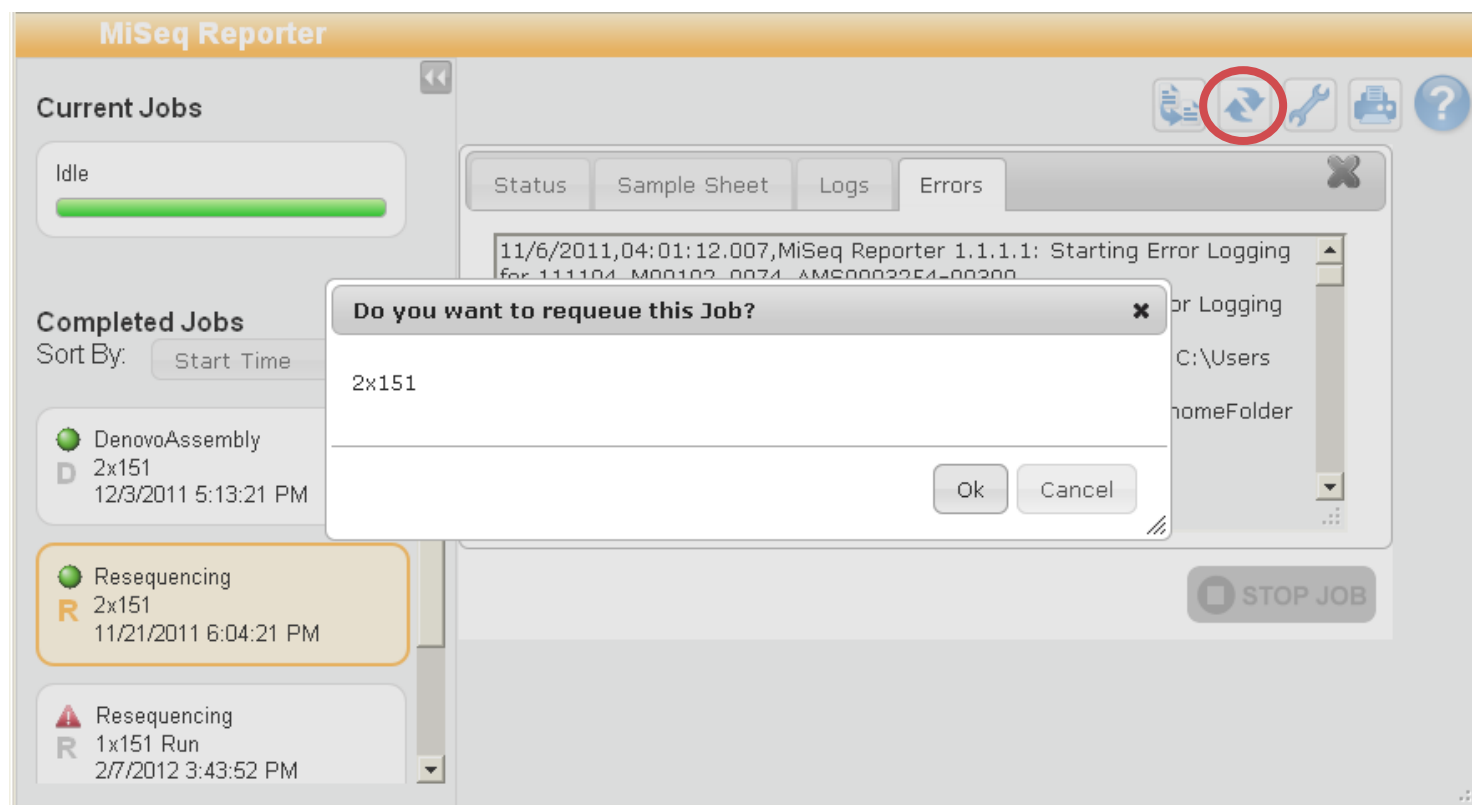 MiSeq Reporter
Current Jobs
Idle
Completed Jobs
Sort By: Start Time
DenovoAssembly
D 2x151
12/3/2011 5:13:21 PM
Resequencing
R 2x151
11/21/2011 6:04:21 PM
Resequencing
R 1x151 Run
2/7/2012 3:43:52 PM
?
Status Sample Sheet Logs Errors
11/6/2011,04:01:12.007,MiSeq Reporter 1.1.1.1: Starting Error Logging
for 111104_M00102_0074_AMS0003254-00300
Logging
C:\Users
Do you want to requeue this Job?
2x151
Ok Cancel
STOP JOB